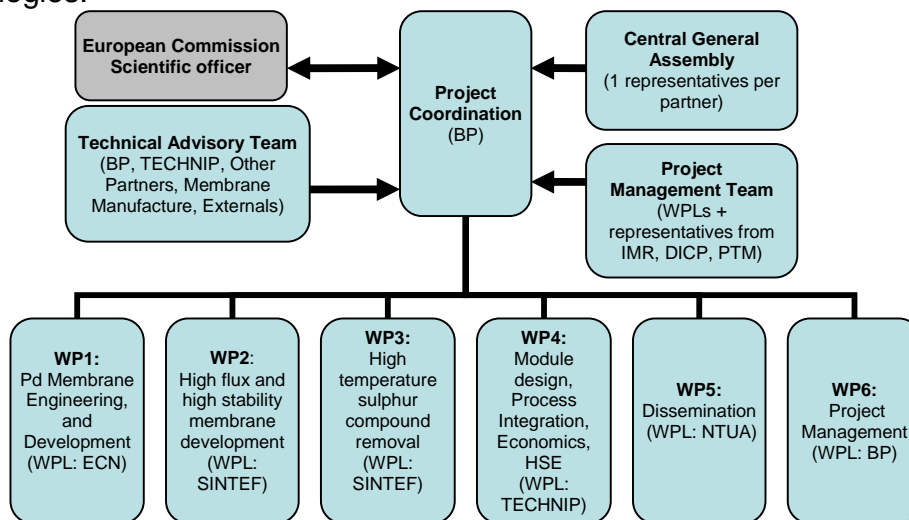 European Commission
Scientific officer
Project
Coordination
(BP)
Central General
Assembly
(1 representatives per
partner)
Technical Advisory Team
(BP, TECHNIP, Other
Partners, Membrane
Manufacture, Externals)
Project
Management Team
(WPLs +
representatives from
IMR, DICP, PTM)
WP1:
Pd Membrane
Engineering,
and
Development
(WPL: ECN)
WP2:
High flux and
high stability
membrane
development
(WPL:
SINTEF)
WP3:
High
temperature
sulphur
compound
removal
(WPL:
SINTEF)
WP4:
Module
design,
Process
Integration,
Economics,
HSE
(WPL:
TECHNIP)
WP5:
Dissemination
(WPL: NTUA)
WP6:
Project
Management
(WPL: BP)